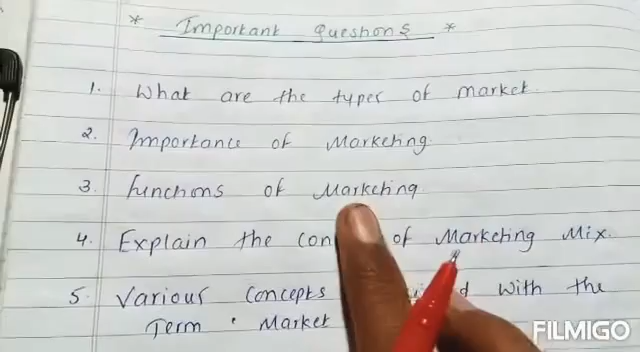 * Important Questions *
1. What are the types of market.
2. Importance of Marketing.
3. Functions of Marketing.
4. Explain the con of Marketing Mix.
5. Various Concepts d with the
Term . Market
FILMIGO